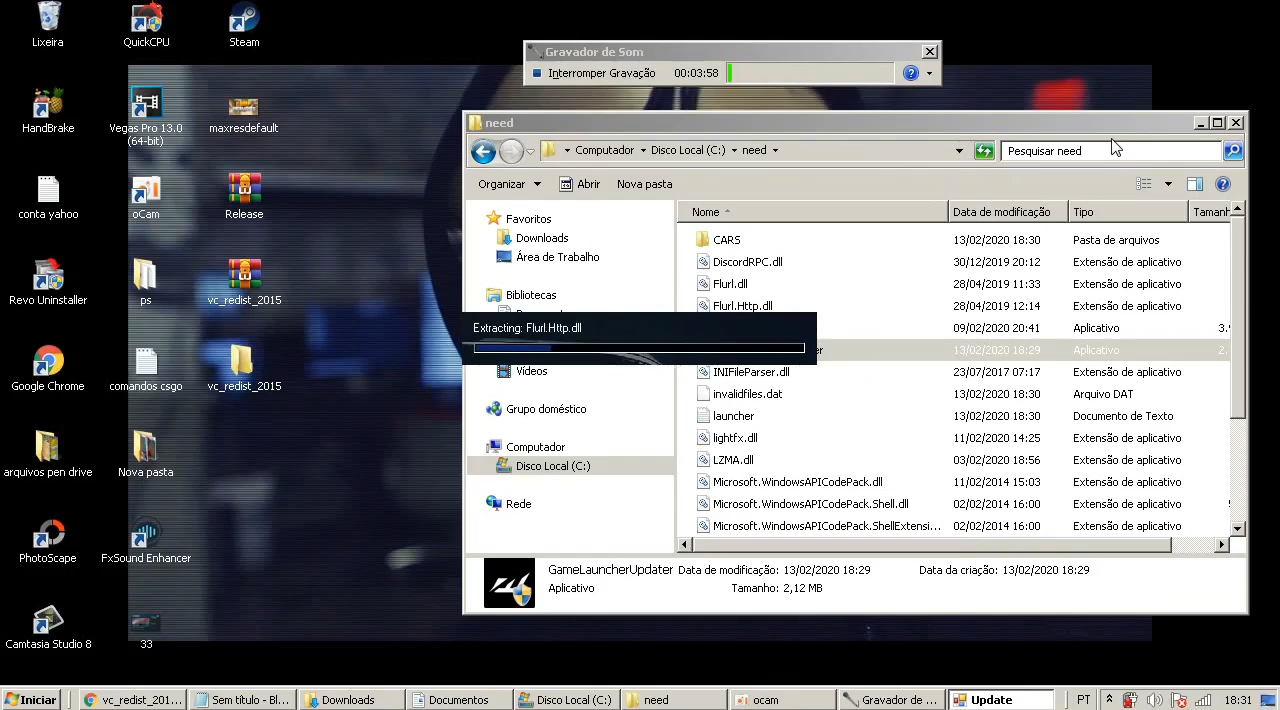 Lixeira
QuickCPU
Steam
HandBrake
Vegas Pro 13.0
(64-bit)
maxresdefault
conta yahoo
oCam
Release
Revo Uninstaller
ps
vc_redist_2015
Google Chrome
comandos csgo
vc_redist_2015
arquivos pen drive
Nova pasta
PhotoScape
FxSound Enhancer
Camtasia Studio 8
33
Gravador de Som
Interromper Gravação
00:03:58
need
Computador
Disco Local (C:)
need
Pesquisar need
Organizar
Abrir
Nova pasta
Favoritos
Downloads
Área de Trabalho
Bibliotecas
Vídeos
Grupo doméstico
Computador
Disco Local (C:)
Rede
Nome
Data de modificação
Tipo
Tamanh
CARS
13/02/2020 18:30
Pasta de arquivos
DiscordRPC.dll
30/12/2019 20:12
Extensão de aplicativo
Flurl.dll
28/04/2019 11:33
Extensão de aplicativo
Flurl.Http.dll
28/04/2019 12:14
Extensão de aplicativo
09/02/2020 20:41
Aplicativo
3.
13/02/2020 18:29
Aplicativo
2.
INIFileParser.dll
23/07/2017 07:17
Extensão de aplicativo
invalidfiles.dat
13/02/2020 18:30
Arquivo DAT
launcher
13/02/2020 18:30
Documento de Texto
lightfx.dll
11/02/2020 14:25
Extensão de aplicativo
LZMA.dll
03/02/2020 18:56
Extensão de aplicativo
Microsoft.WindowsAPICodePack.dll
11/02/2014 15:03
Extensão de aplicativo
Microsoft.WindowsAPICodePack.Shell.dll
02/02/2014 16:00
Extensão de aplicativo
Microsoft.WindowsAPICodePack.ShellExtensio...
02/02/2014 16:00
Extensão de aplicativo
Extracting: Flurl.Http.dll
GameLauncherUpdater
Data de modificação: 13/02/2020 18:29
Data da criação: 13/02/2020 18:29
Aplicativo
Tamanho: 2,12 MB
Iniciar
vc_redist_201...
Sem título - Bl...
Downloads
Documentos
Disco Local (C:)
need
ocam
Gravador de ...
Update
PT
18:31